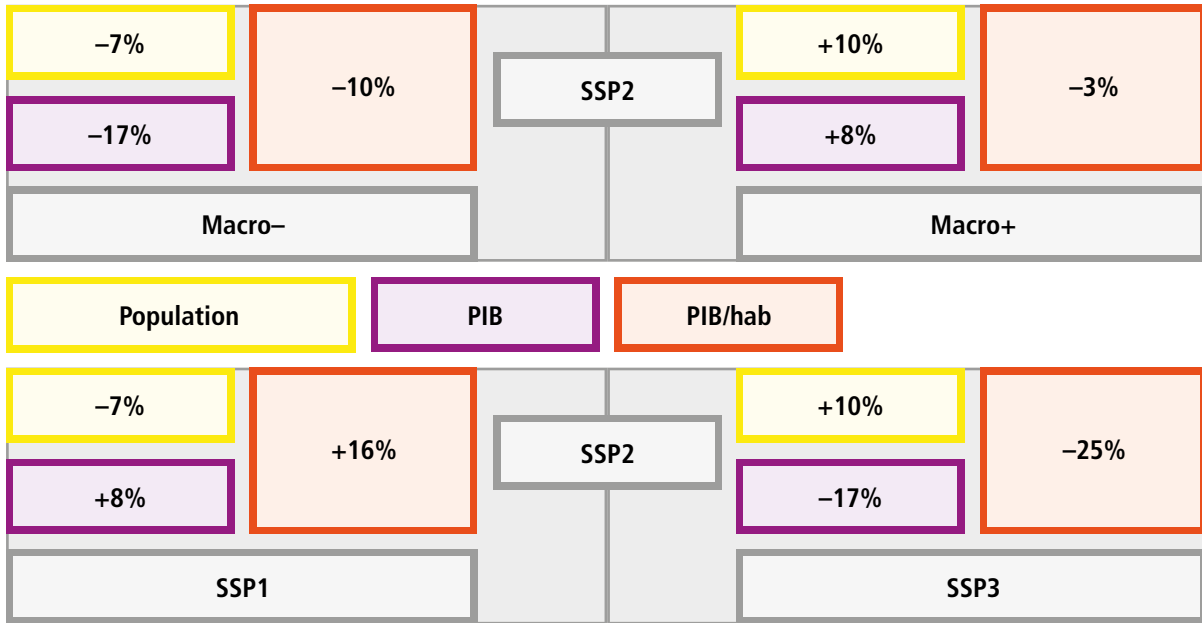 –7%
–17%
–10%
SSP2
+10%
+8%
–3%
Macro–
Macro+
Population
PIB
PIB/hab
–7%
+8%
+16%
SSP2
+10%
–17%
–25%
SSP1
SSP3